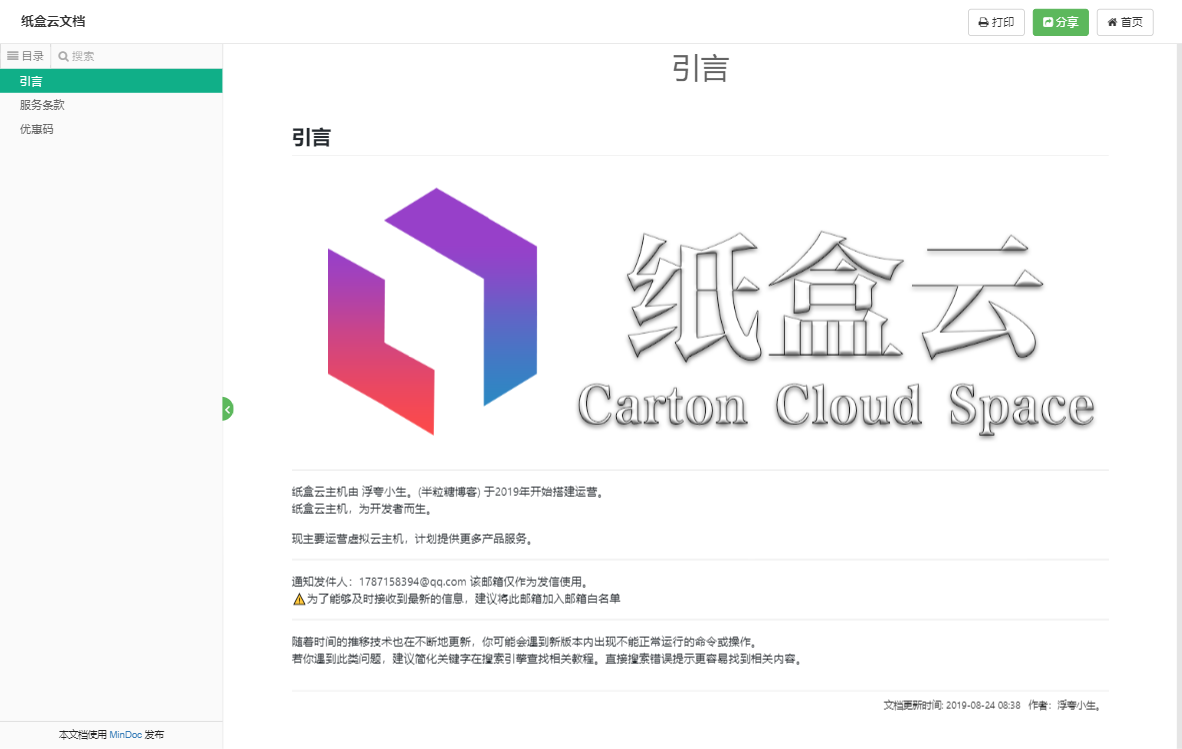 纸盒云文档
打印
分享
首页
目录
搜索
引言
服务条款
优惠码
引言
引言
纸盒云
Carton Cloud Space
纸盒云主机由 浮夸小生。(半粒糖博客) 于2019年开始搭建运营。
纸盒云主机，为开发者而生。
现主要运营虚拟云主机，计划提供更多产品服务。
通知发件人：1787158394@qq.com 该邮箱仅作为发信使用。
⚠为了能够及时接收到最新的信息，建议将此邮箱加入邮箱白名单
随着时间的推移技术也在不断地更新，你可能会遇到新版本内出现不能正常运行的命令或操作。
若你遇到此类问题，建议简化关键字在搜索引擎查找相关教程。直接搜索错误提示更容易找到相关内容。
文档更新时间: 2019-08-24 08:38 作者：浮夸小生。
本文档使用 MinDoc 发布